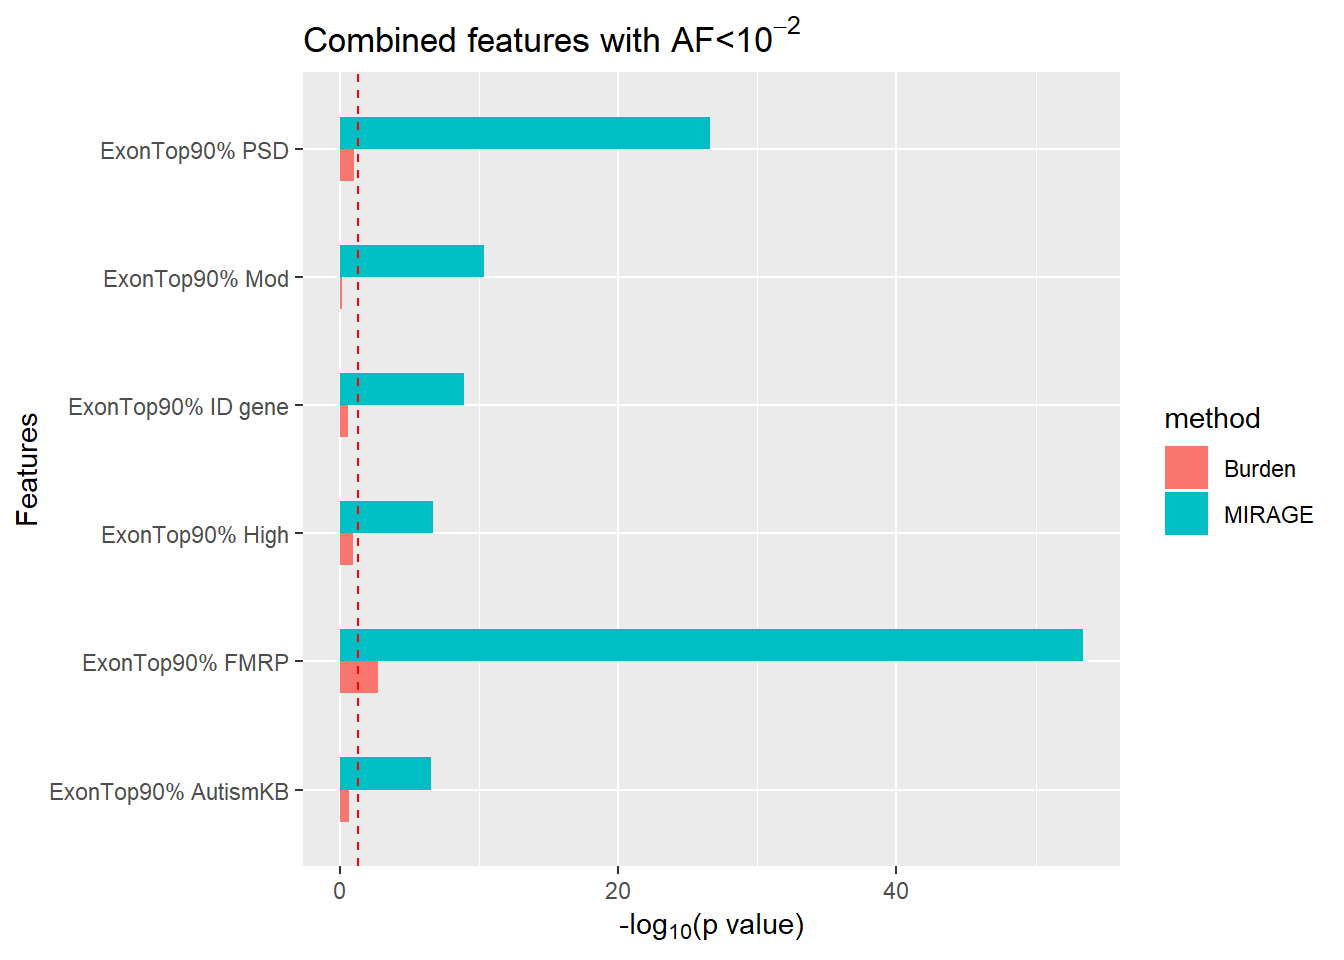 Combined features with AF<10⁻²
ExonTop90% PSD
ExonTop90% Mod
ExonTop90% ID gene
ExonTop90% High
ExonTop90% FMRP
ExonTop90% AutismKB
Features
0 20 40
-log₁₀(p value)
method
Burden
MIRAGE